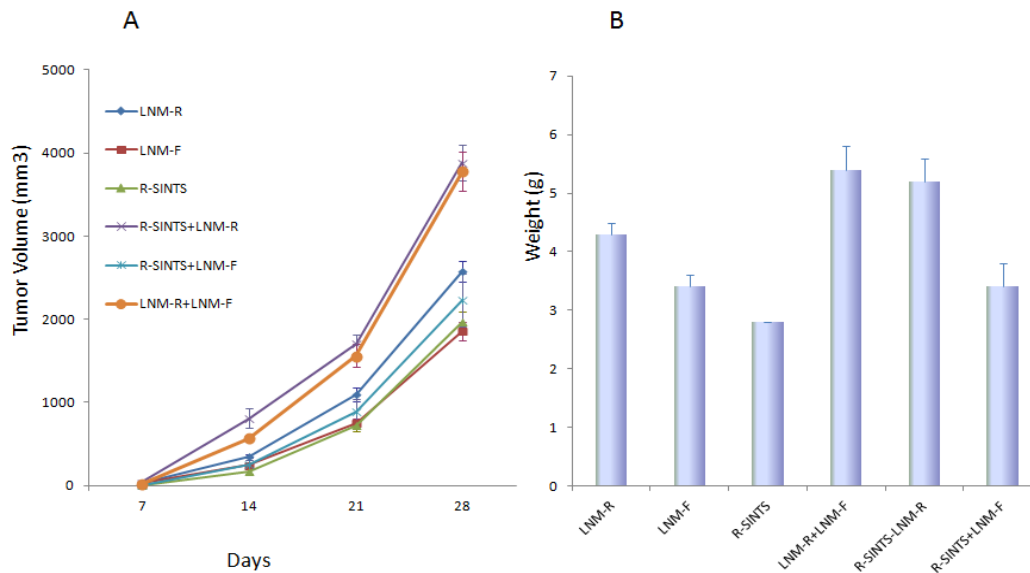 A
5000
4000
3000
2000
1000
0
Tumor Volume (mm3)
LNM-R
LNM-F
R-SINTS
R-SINTS+LNM-R
R-SINTS+LNM-F
LNM-R+LNM-F
7 14 21 28
Days
B
7
6
5
4
3
2
1
0
Weight (g)
LNM-R
LNM-F
R-SINTS
LNM-R+LNM-F
R-SINTS-LNM-R
R-SINTS+LNM-F